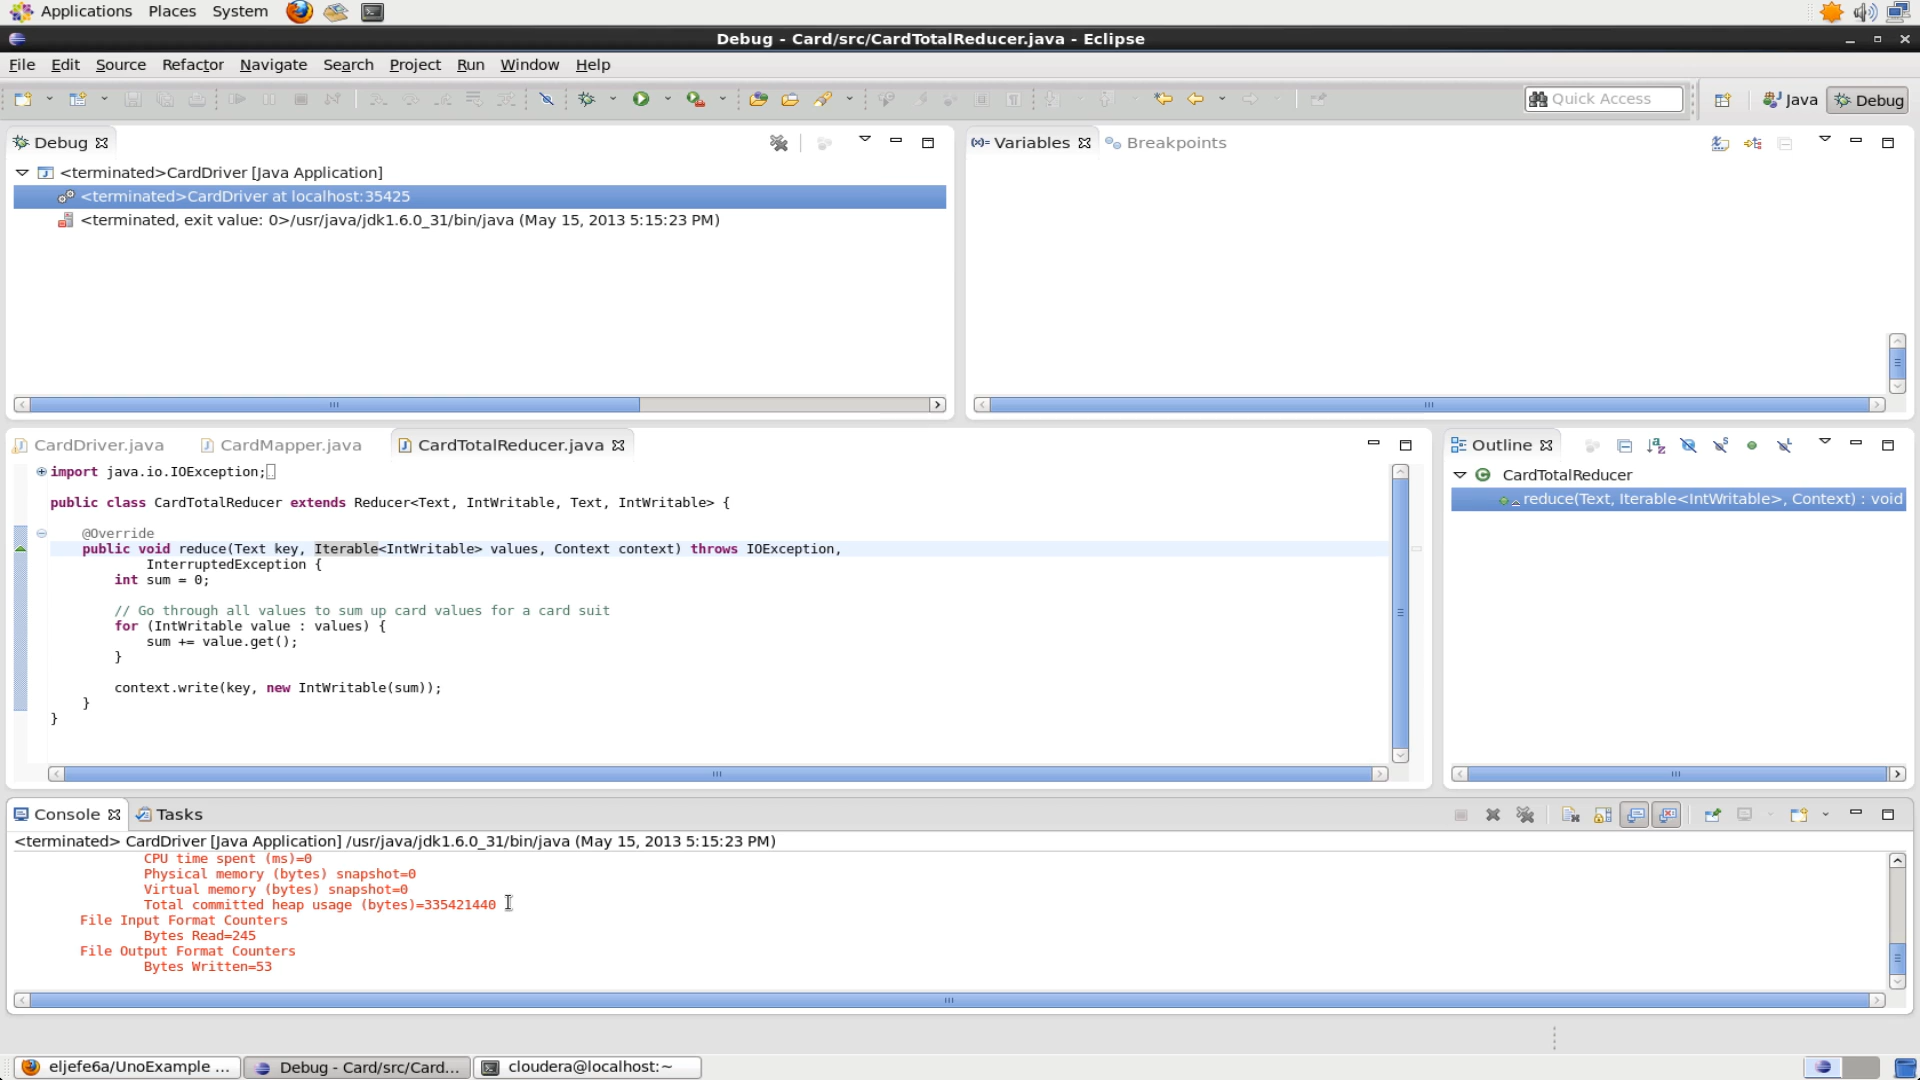 Applications Places System
Debug - Card/src/CardTotalReducer.java - Eclipse
File Edit Source Refactor Navigate Search Project Run Window Help
Quick Access Java Debug
Debug
<terminated>CardDriver [Java Application]
<terminated>CardDriver at localhost:35425
<terminated, exit value: 0>/usr/java/jdk1.6.0_31/bin/java (May 15, 2013 5:15:23 PM)
(x)= Variables Breakpoints
CardDriver.java CardMapper.java CardTotalReducer.java
import java.io.IOException;
public class CardTotalReducer extends Reducer<Text, IntWritable, Text, IntWritable> {
@Override
public void reduce(Text key, Iterable<IntWritable> values, Context context) throws IOException,
InterruptedException {
int sum = 0;
// Go through all values to sum up card values for a card suit
for (IntWritable value : values) {
sum += value.get();
}
context.write(key, new IntWritable(sum));
}
}
Outline
CardTotalReducer
reduce(Text, Iterable<IntWritable>, Context) : void
Console Tasks
<terminated> CardDriver [Java Application] /usr/java/jdk1.6.0_31/bin/java (May 15, 2013 5:15:23 PM)
CPU time spent (ms)=0
Physical memory (bytes) snapshot=0
Virtual memory (bytes) snapshot=0
Total committed heap usage (bytes)=335421440
File Input Format Counters
Bytes Read=245
File Output Format Counters
Bytes Written=53
eljefe6a/UnoExample ... Debug - Card/src/Card... cloudera@localhost:~